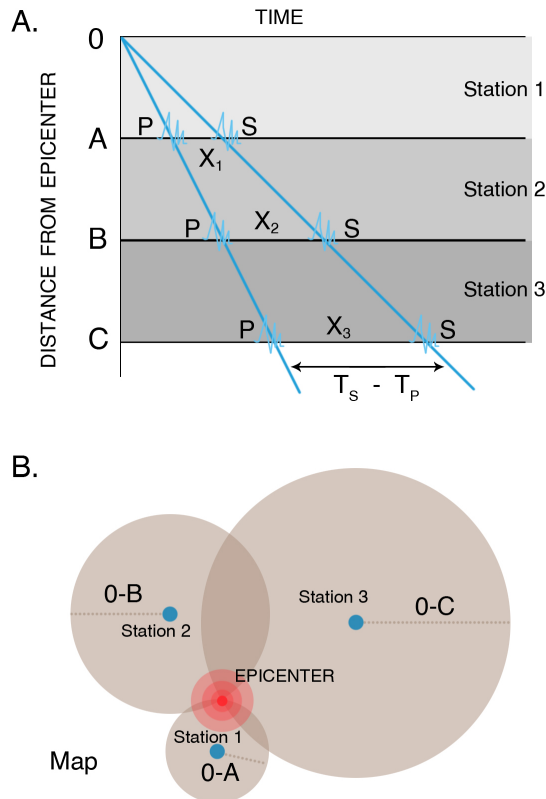 A.
TIME
0
DISTANCE FROM EPICENTER
Station 1
P S
A
X1
Station 2
P X2 S
B
Station 3
P X3 S
C
TS - TP
B.
0-B
Station 2
Station 3
0-C
EPICENTER
Station 1
Map
0-A